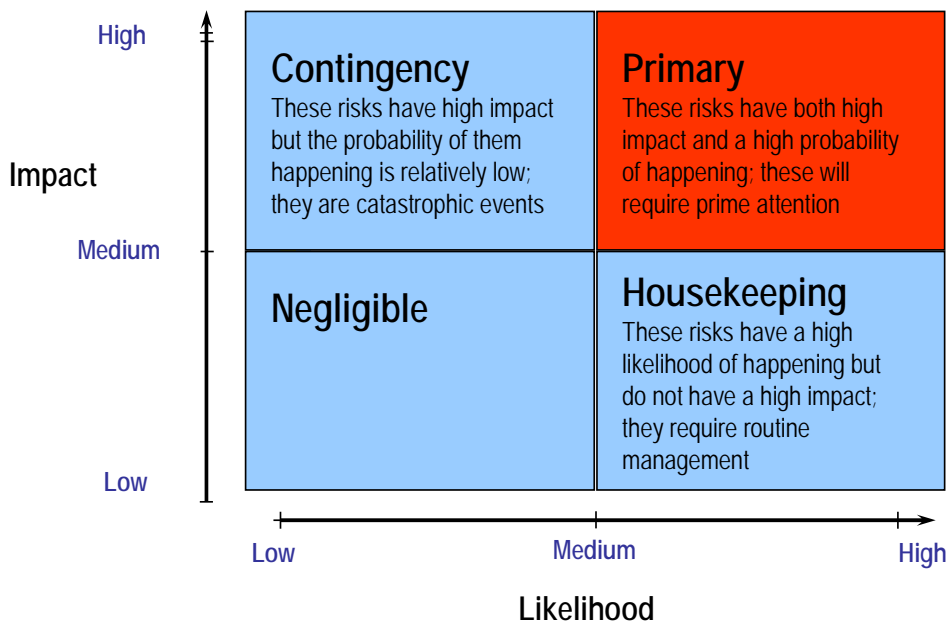 High
Impact
Medium
Low
Contingency
These risks have high impact
but the probability of them
happening is relatively low;
they are catastrophic events
Primary
These risks have both high
impact and a high probability
of happening; these will
require prime attention
Negligible
Housekeeping
These risks have a high
likelihood of happening but
do not have a high impact;
they require routine
management
Low
Medium
High
Likelihood